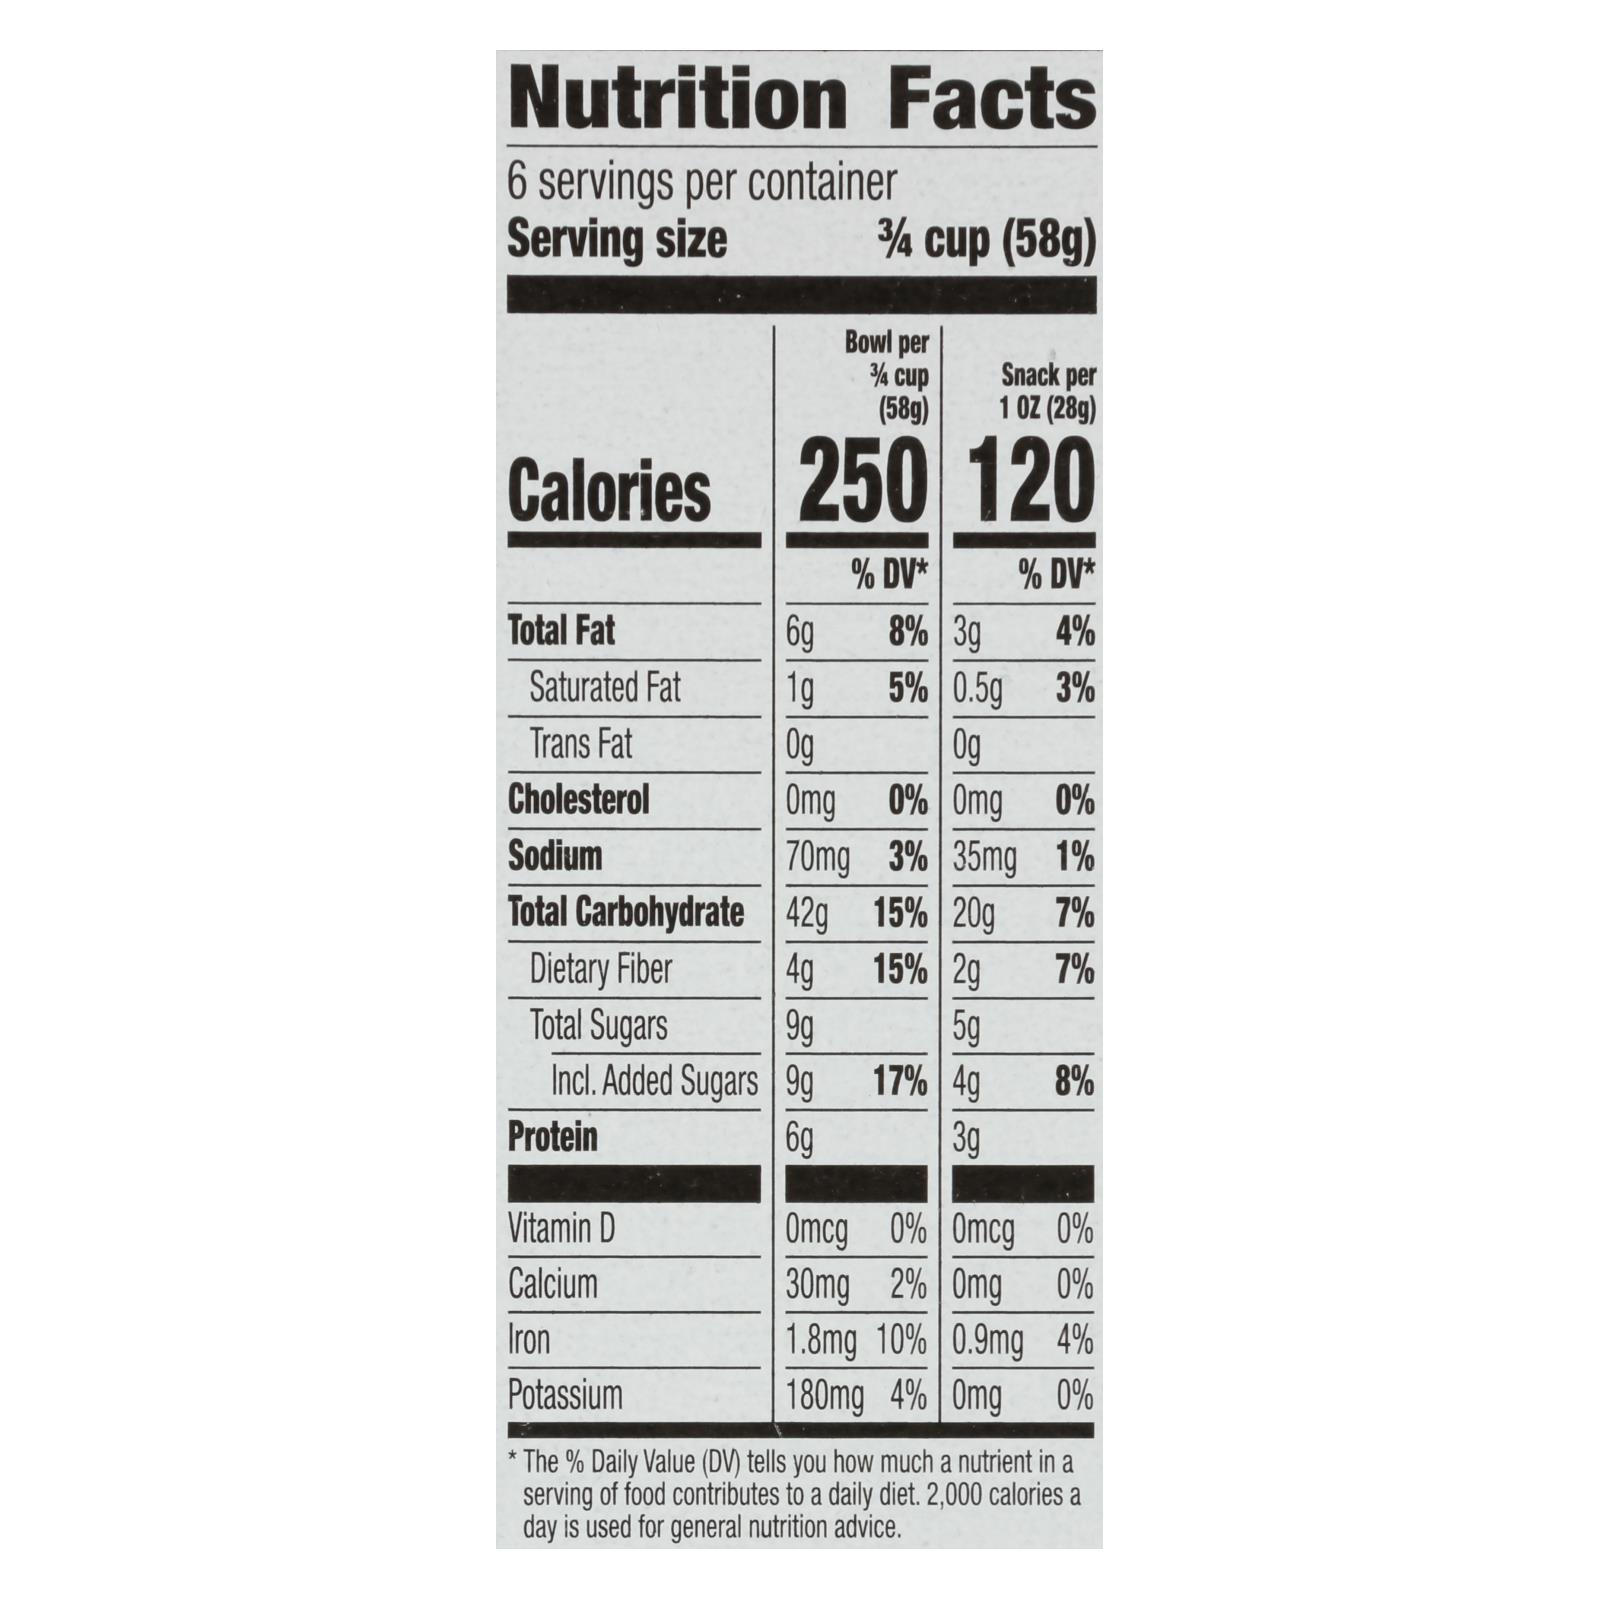 Nutrition Facts
6 servings per container
Serving size ¾ cup (58g)
Bowl per
¾ cup
(58g)
Snack per
1 OZ (28g)
Calories 250 120
% DV* % DV*
Total Fat 6g 8% 3g 4%
Saturated Fat 1g 5% 0.5g 3%
Trans Fat 0g 0g
Cholesterol 0mg 0% 0mg 0%
Sodium 70mg 3% 35mg 1%
Total Carbohydrate 42g 15% 20g 7%
Dietary Fiber 4g 15% 2g 7%
Total Sugars 9g 5g
Incl. Added Sugars 9g 17% 4g 8%
Protein 6g 3g
Vitamin D 0mcg 0% 0mcg 0%
Calcium 30mg 2% 0mg 0%
Iron 1.8mg 10% 0.9mg 4%
Potassium 180mg 4% 0mg 0%
* The % Daily Value (DV) tells you how much a nutrient in a
serving of food contributes to a daily diet. 2,000 calories a
day is used for general nutrition advice.